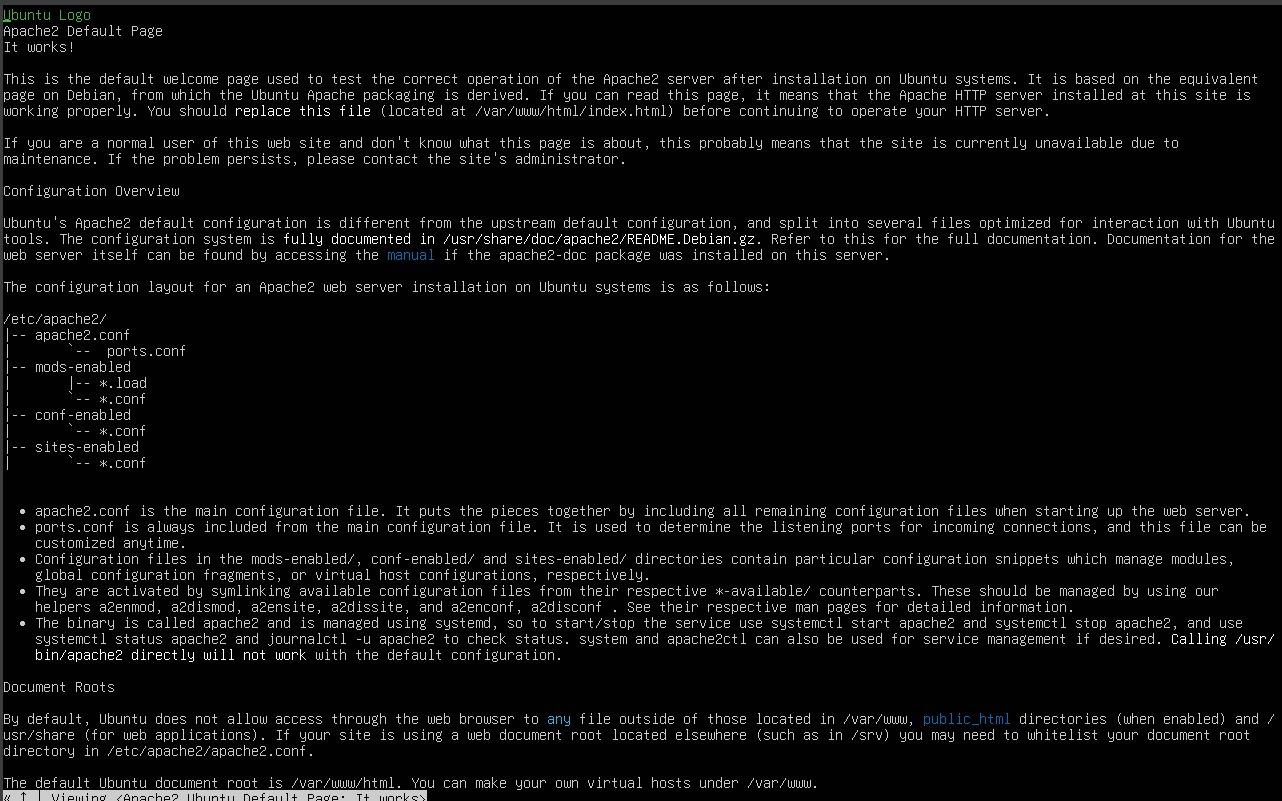 Ubuntu Logo
Apache2 Default Page
It works!
This is the default welcome page used to test the correct operation of the Apache2 server after installation on Ubuntu systems. It is based on the equivalent
page on Debian, from which the Ubuntu Apache packaging is derived. If you can read this page, it means that the Apache HTTP server installed at this site is
working properly. You should replace this file (located at /var/www/html/index.html) before continuing to operate your HTTP server.
If you are a normal user of this web site and don't know what this page is about, this probably means that the site is currently unavailable due to
maintenance. If the problem persists, please contact the site's administrator.
Configuration Overview
Ubuntu's Apache2 default configuration is different from the upstream default configuration, and split into several files optimized for interaction with Ubuntu
tools. The configuration system is fully documented in /usr/share/doc/apache2/README.Debian.gz. Refer to this for the full documentation. Documentation for the
web server itself can be found by accessing the manual if the apache2-doc package was installed on this server.
The configuration layout for an Apache2 web server installation on Ubuntu systems is as follows:
/etc/apache2/
|-- apache2.conf
|       `--  ports.conf
|-- mods-enabled
|       |-- *.load
|       `-- *.conf
|-- conf-enabled
|       `-- *.conf
|-- sites-enabled
|       `-- *.conf
• apache2.conf is the main configuration file. It puts the pieces together by including all remaining configuration files when starting up the web server.
• ports.conf is always included from the main configuration file. It is used to determine the listening ports for incoming connections, and this file can be
customized anytime.
• Configuration files in the mods-enabled/, conf-enabled/ and sites-enabled/ directories contain particular configuration snippets which manage modules,
global configuration fragments, or virtual host configurations, respectively.
• They are activated by symlinking available configuration files from their respective *-available/ counterparts. These should be managed by using our
helpers a2enmod, a2dismod, a2ensite, a2dissite, and a2enconf, a2disconf . See their respective man pages for detailed information.
• The binary is called apache2 and is managed using systemd, so to start/stop the service use systemctl start apache2 and systemctl stop apache2, and use
systemctl status apache2 and journalctl -u apache2 to check status. system and apache2ctl can also be used for service management if desired. Calling /usr/
bin/apache2 directly will not work with the default configuration.
Document Roots
By default, Ubuntu does not allow access through the web browser to any file outside of those located in /var/www, public_html directories (when enabled) and /
usr/share (for web applications). If your site is using a web document root located elsewhere (such as in /srv) you may need to whitelist your document root
directory in /etc/apache2/apache2.conf.
The default Ubuntu document root is /var/www/html. You can make your own virtual hosts under /var/www.
« ↑ | Viewing <Apache2 Ubuntu Default Page: It works>